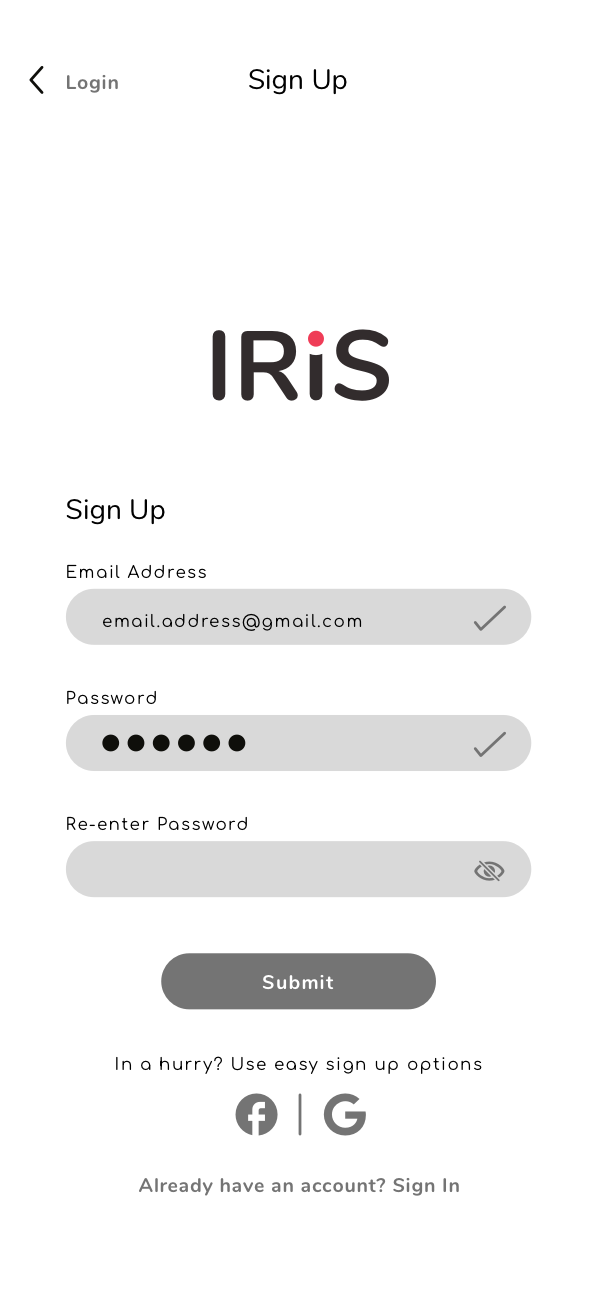 Login
Sign Up
IRiS
Sign Up
Email Address
email.address@gmail.com
Password
Re-enter Password
Submit
In a hurry? Use easy sign up options
Already have an account? Sign In